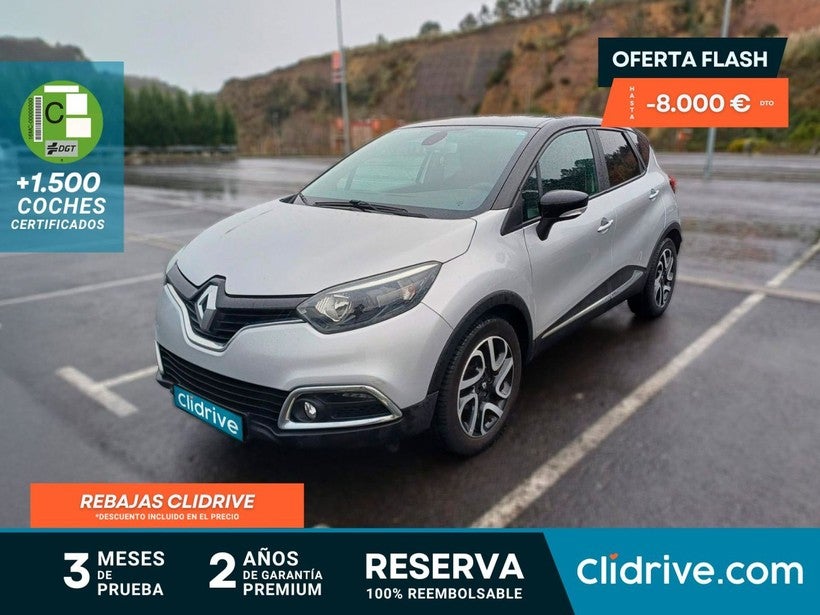 OFERTA FLASH
HASTA -8.000 € DTO
C
DGT
+1.500
COCHES
CERTIFICADOS
clidrive
REBAJAS CLIDRIVE
*DESCUENTO INCLUIDO EN EL PRECIO
3 MESES DE PRUEBA
2 AÑOS DE GARANTÍA PREMIUM
RESERVA
100% REEMBOLSABLE
Clidrive.com